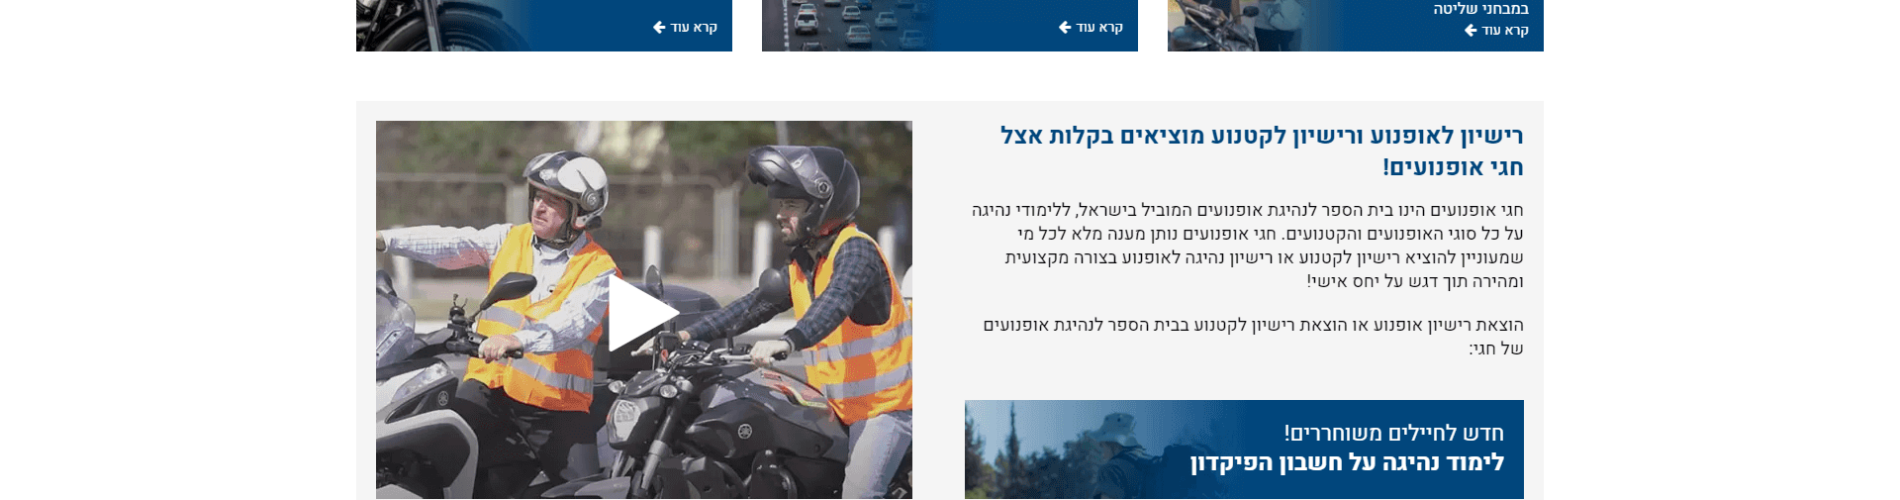 במבחני שליטה
קרא עוד
קרא עוד
קרא עוד
רישיון לאופנוע ורישיון לקטנוע מוציאים בקלות אצל
חגי אופנועים!
חגי אופנועים הינו בית הספר לנהיגת אופנועים המוביל בישראל, ללימודי נהיגה
על כל סוגי האופנועים והקטנועים. חגי אופנועים נותן מענה מלא לכל מי
שמעוניין להוציא רישיון לקטנוע או רישיון נהיגה לאופנוע בצורה מקצועית
ומהירה תוך דגש על יחס אישי!
הוצאת רישיון אופנוע או הוצאת רישיון לקטנוע בבית הספר לנהיגת אופנועים
של חגי:
חדש לחיילים משוחררים!
לימוד נהיגה על חשבון הפיקדון